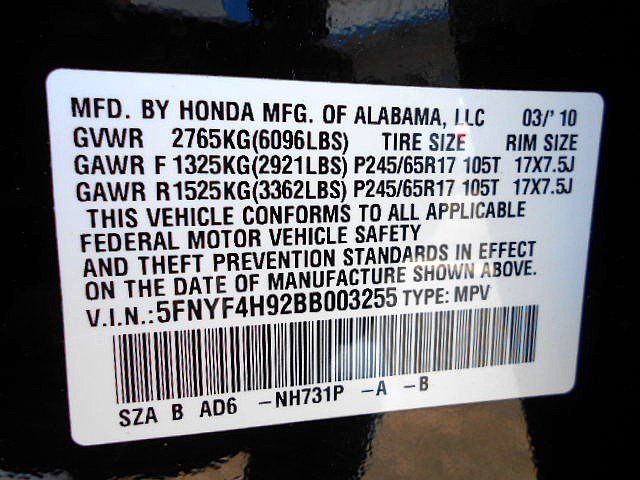 MFD. BY HONDA MFG. OF ALABAMA, LLC 03/'10
GVWR 2765KG(6096LBS) TIRE SIZE RIM SIZE
GAWR F 1325KG(2921LBS) P245/65R17 105T 17X7.5J
GAWR R 1525KG(3362LBS) P245/65R17 105T 17X7.5J
THIS VEHICLE CONFORMS TO ALL APPLICABLE
FEDERAL MOTOR VEHICLE SAFETY
AND THEFT PREVENTION STANDARDS IN EFFECT
ON THE DATE OF MANUFACTURE SHOWN ABOVE.
V.I.N.:5FNYF4H92BB003255 TYPE: MPV
SZA B AD6 -NH731P -A -B